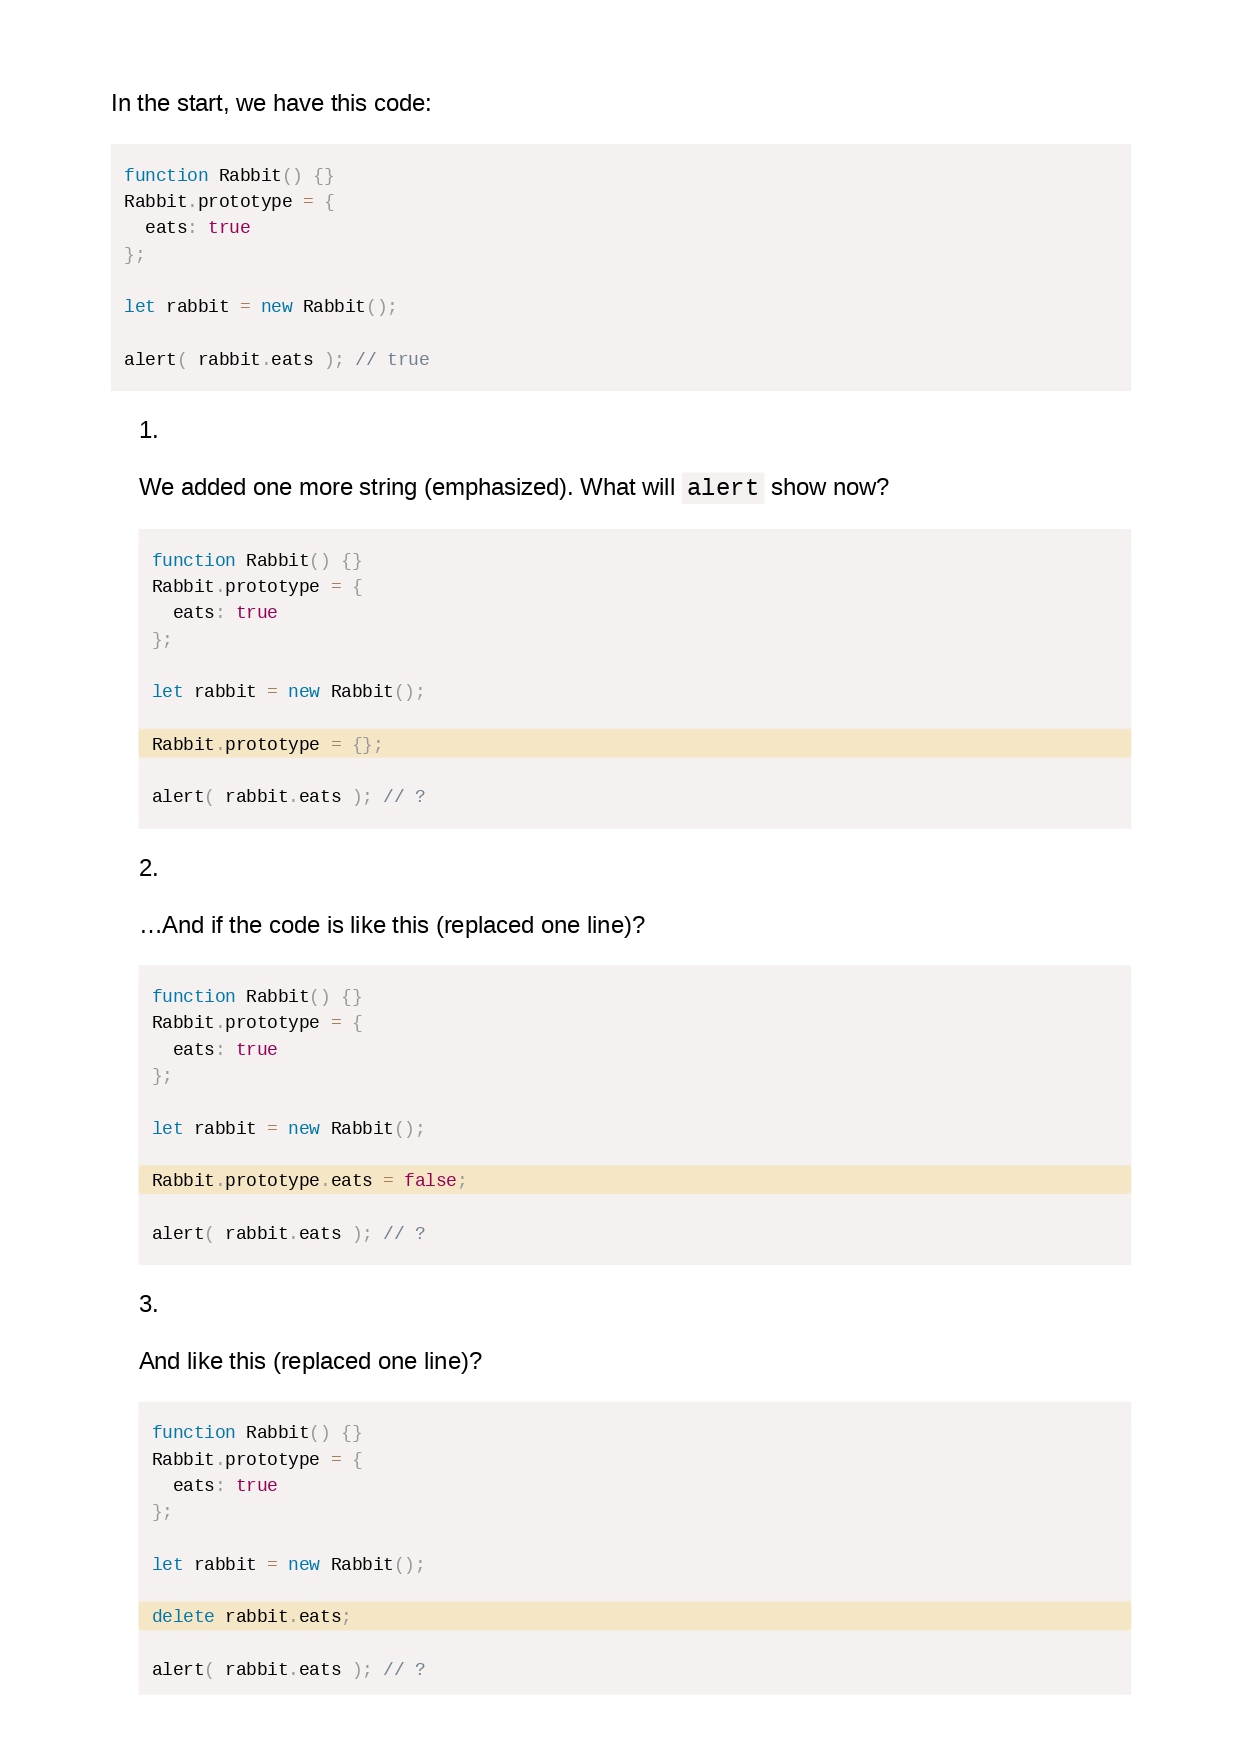 In the start, we have this code:
function Rabbit() {}
Rabbit.prototype = {
  eats: true
};
let rabbit = new Rabbit();
alert( rabbit.eats ); // true
1.
We added one more string (emphasized). What will alert show now?
function Rabbit() {}
Rabbit.prototype = {
  eats: true
};
let rabbit = new Rabbit();
Rabbit.prototype = {};
alert( rabbit.eats ); // ?
2.
…And if the code is like this (replaced one line)?
function Rabbit() {}
Rabbit.prototype = {
  eats: true
};
let rabbit = new Rabbit();
Rabbit.prototype.eats = false;
alert( rabbit.eats ); // ?
3.
And like this (replaced one line)?
function Rabbit() {}
Rabbit.prototype = {
  eats: true
};
let rabbit = new Rabbit();
delete rabbit.eats;
alert( rabbit.eats ); // ?